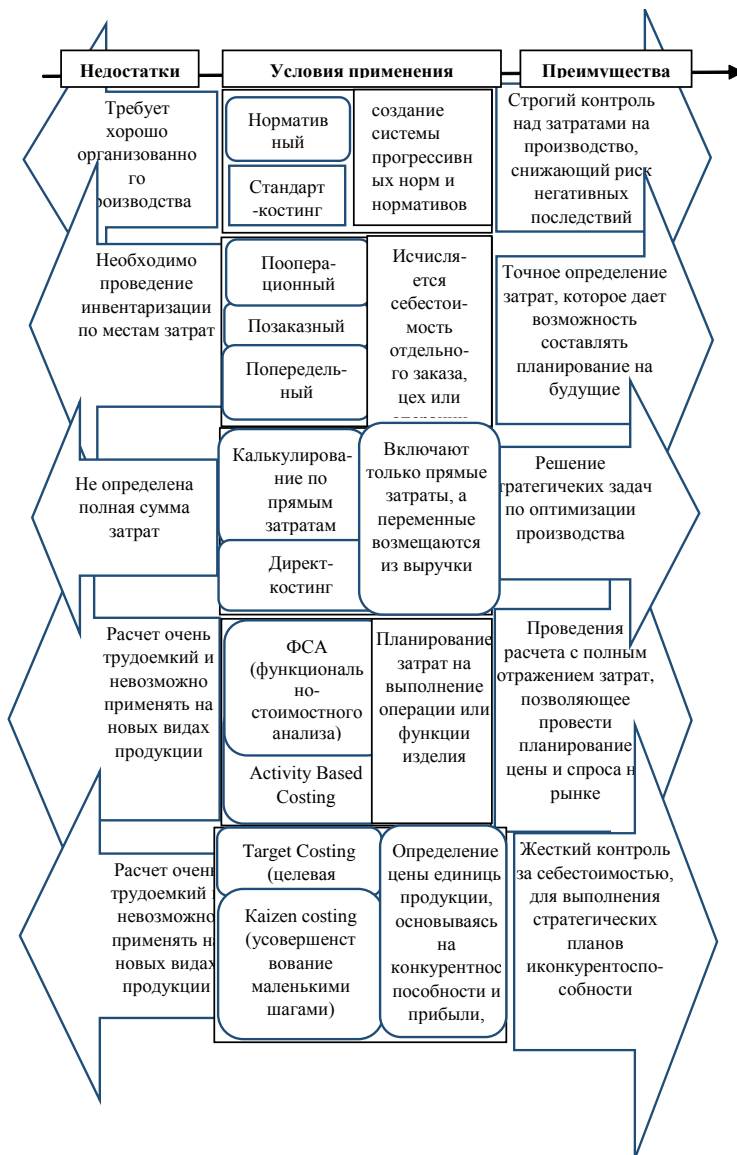 Недостатки
Условия применения
Преимущества
Требует
хорошо
организованно
го
роизводства
Норматив
ный
Стандарт
-костинг
создание
системы
прогрессивн
ых норм и
нормативов
Строгий контроль
над затратами на
производство,
снижающий риск
негативных
последствий
Необходимо
проведение
инвентаризации
по местам затрат
Поопера-
ционный
Позаказный
Попередель-
ный
Исчисля-
ется
себестои-
мость
отдельно-
го заказа,
цех или
Точное определение
затрат, которое дает
возможность
составлять
планирование на
будущие
Не определена
полная сумма
затрат
Калькулирова-
ние по
прямым
затратам
Директ-
костинг
Включают
только прямые
затраты, а
переменные
возмещаются
из выручки
Решение
тратегичеких задач
по оптимизации
производства
Расчет очень
трудоемкий и
невозможно
применять на
новых видах
продукции
ФСА
(функциональ
но-
стоимостного
анализа)
Activity Based
Costing
Планирование
затрат на
выполнение
операции или
функции
изделия
Проведения
расчета с полным
отражением затрат,
позволяющее
провести
планирование
цены и спроса н
рынке
Расчет очень
трудоемкий
невозможно
применять на
новых видах
продукции
Target Costing
(целевая
Kaizen costing
(усовершенст
вование
маленькими
шагами)
Определение
цены единиць
продукции,
основываясь
на
конкурентнос
пособности и
прибыли,
Жесткий контроль
за себестоимостью,
для выполнения
стратегических
планов
иконкурентоспо-
собности